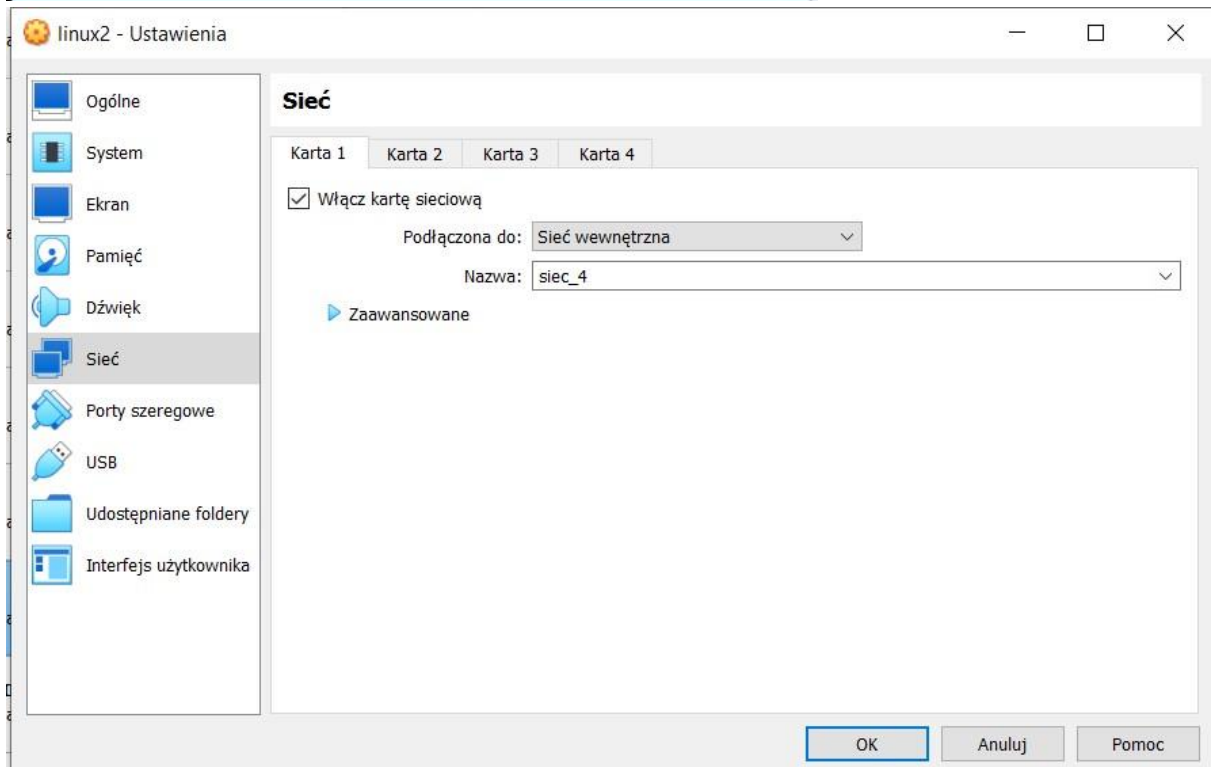 linux2 - Ustawienia
Ogólne
System
Ekran
Pamięć
Dźwięk
Sieć
Porty szeregowe
USB
Udostępniane foldery
Interfejs użytkownika
Sieć
Karta 1 Karta 2 Karta 3 Karta 4
Włącz kartę sieciową
Podłączona do: Sieć wewnętrzna
Nazwa: siec_4
Zaawansowane
OK Anuluj Pomoc